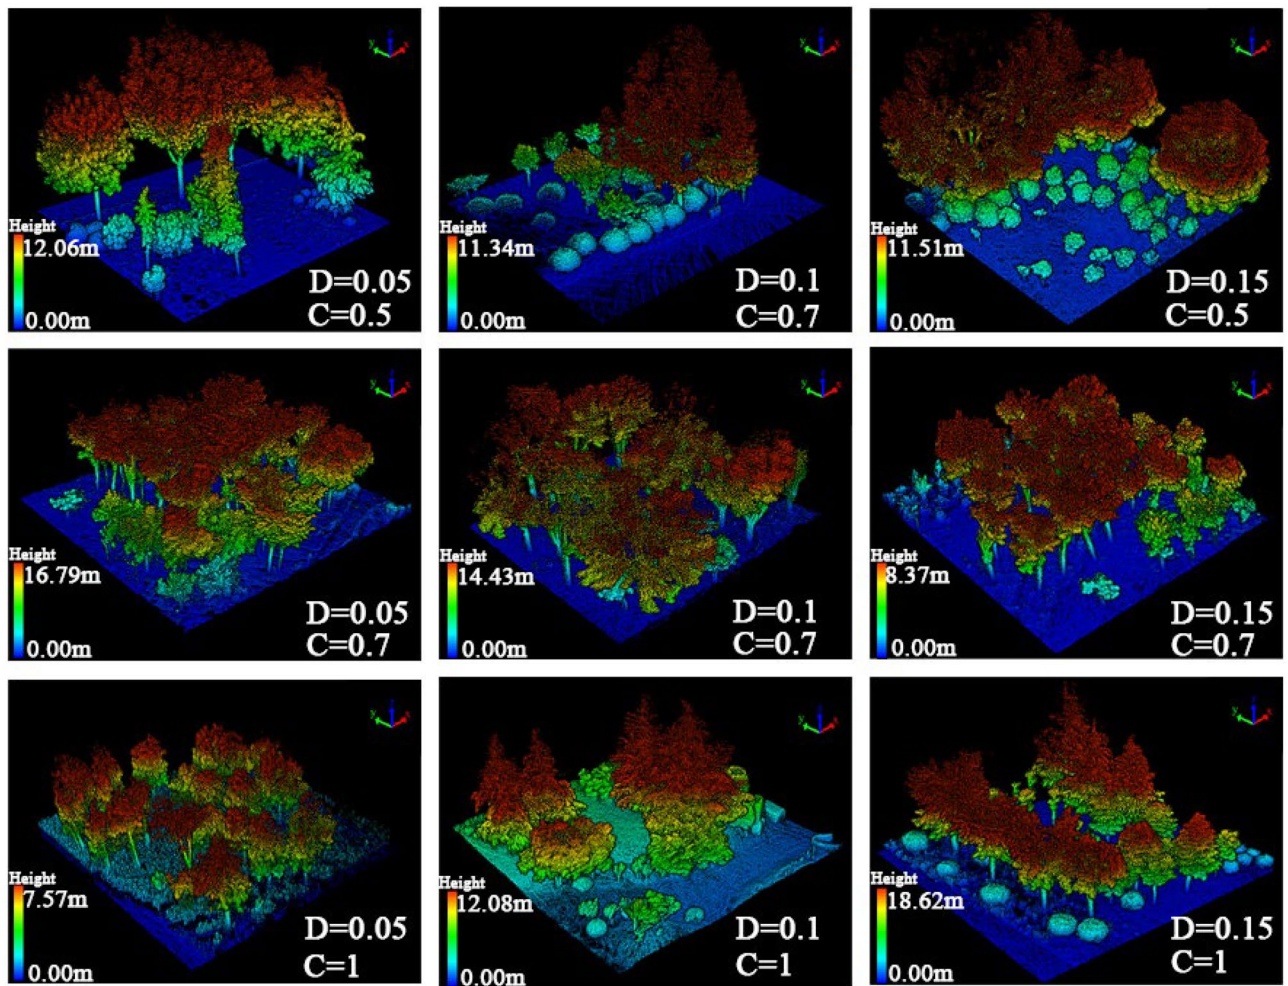 Height
12.06m
0.00m
D=0.05
C=0.5
Height
11.34m
0.00m
D=0.1
C=0.7
Height
11.51m
0.00m
D=0.15
C=0.5
Height
16.79m
0.00m
D=0.05
C=0.7
Height
14.43m
0.00m
D=0.1
C=0.7
Height
8.37m
0.00m
D=0.15
C=0.7
Height
7.57m
0.00m
D=0.05
C=1
Height
12.08m
0.00m
D=0.1
C=1
Height
18.62m
0.00m
D=0.15
C=1